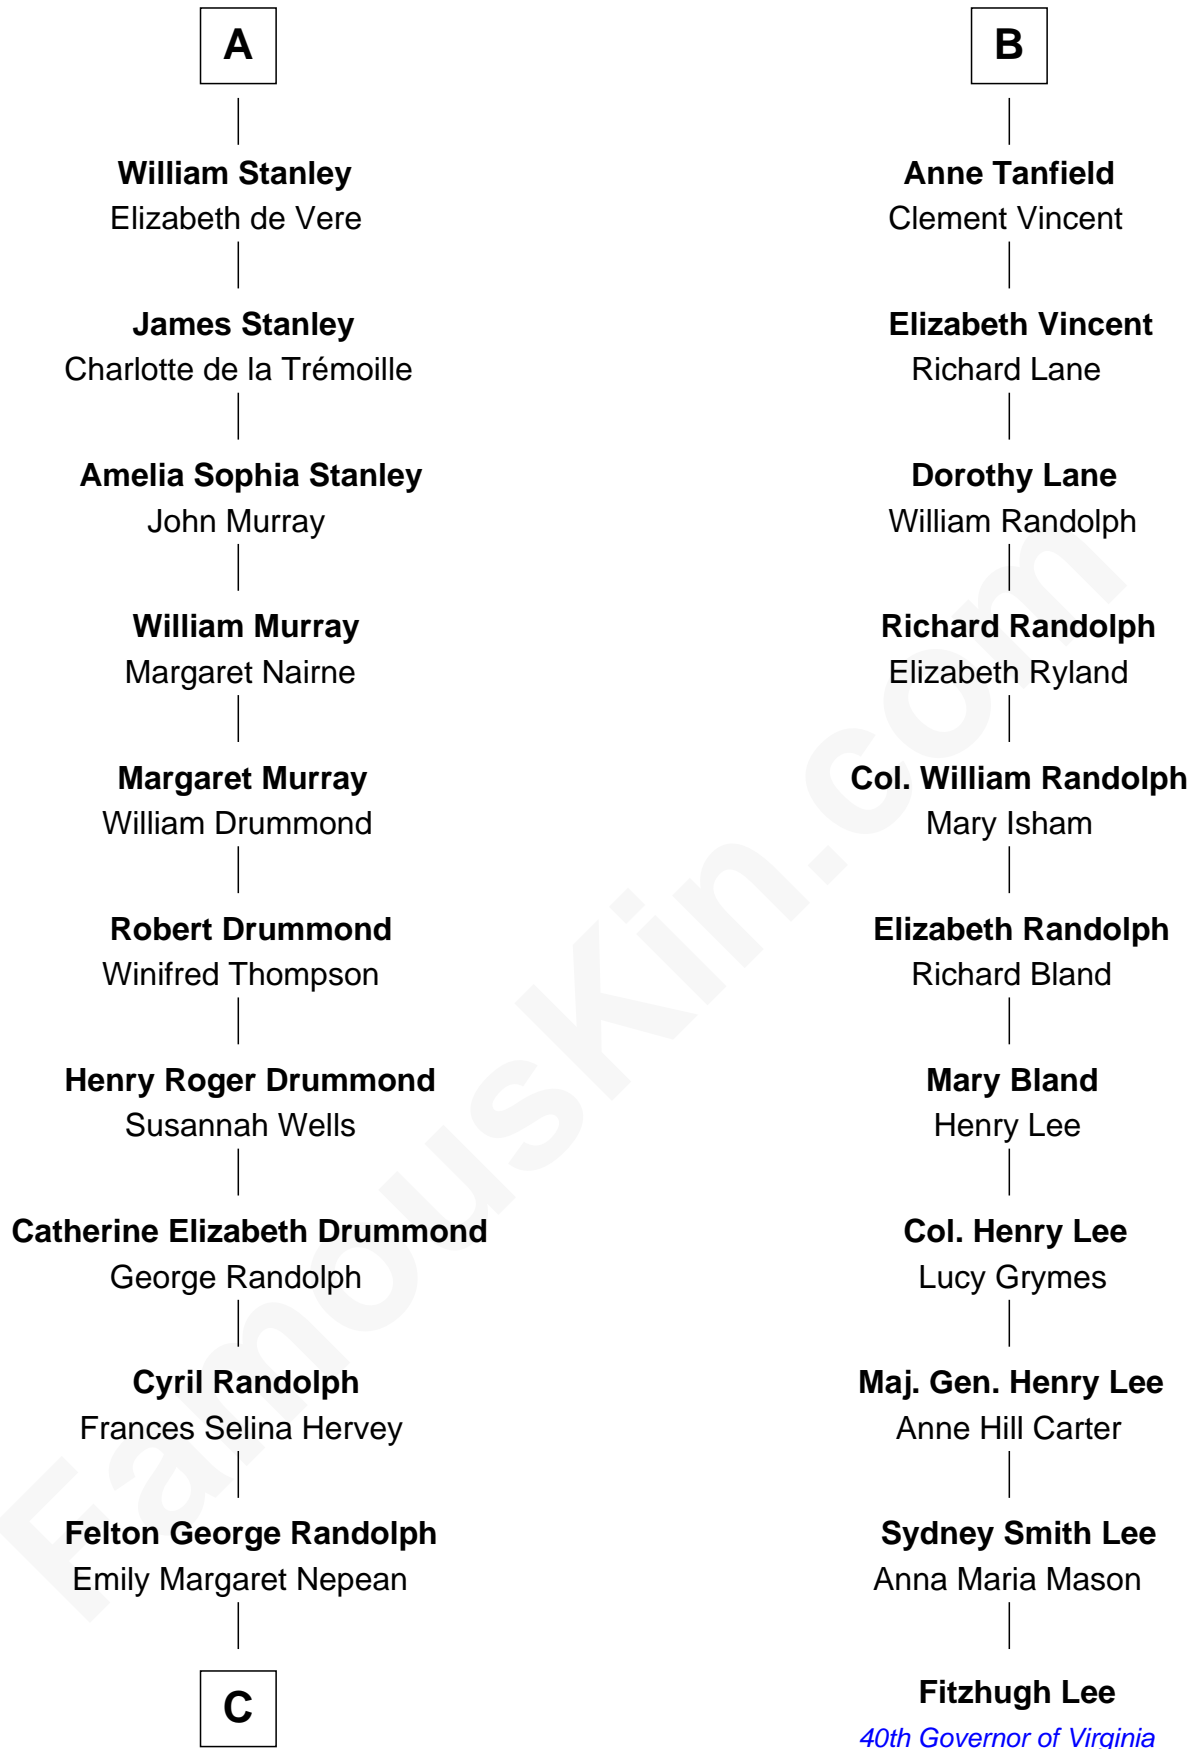 A
William Stanley
Elizabeth de Vere
James Stanley
Charlotte de la Trémoille
Amelia Sophia Stanley
John Murray
William Murray
Margaret Nairne
Margaret Murray
William Drummond
Robert Drummond
Winifred Thompson
Henry Roger Drummond
Susannah Wells
Catherine Elizabeth Drummond
George Randolph
Cyril Randolph
Frances Selina Hervey
Felton George Randolph
Emily Margaret Nepean
C
B
Anne Tanfield
Clement Vincent
Elizabeth Vincent
Richard Lane
Dorothy Lane
William Randolph
Richard Randolph
Elizabeth Ryland
Col. William Randolph
Mary Isham
Elizabeth Randolph
Richard Bland
Mary Bland
Henry Lee
Col. Henry Lee
Lucy Grymes
Maj. Gen. Henry Lee
Anne Hill Carter
Sydney Smith Lee
Anna Maria Mason
Fitzhugh Lee
40th Governor of Virginia
FamousKin.com